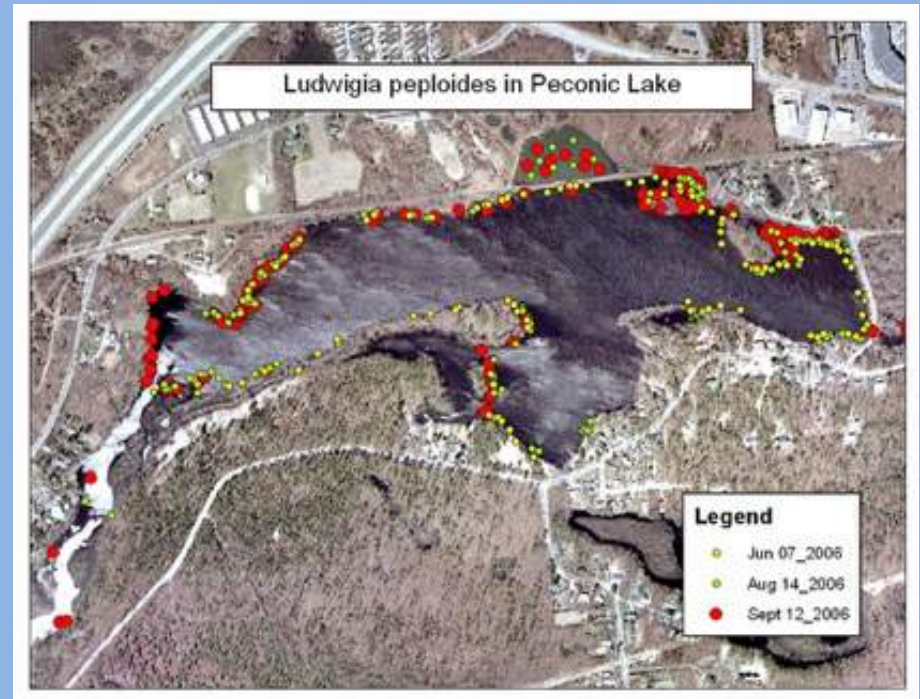 Ludwigia peploides in Peconic Lake
Legend
Jun 07_2006
Aug 14_2006
Sept 12_2006